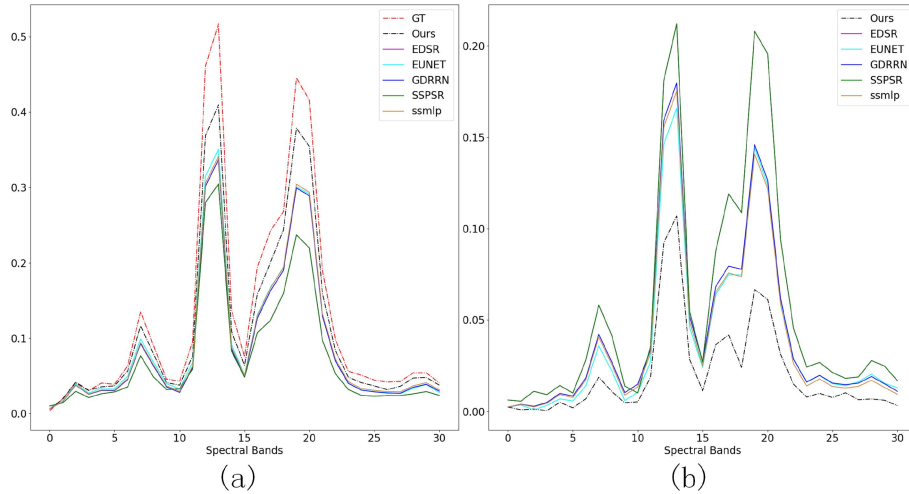 GT
Ours
EDSR
EUNET
GDRRN
SSPSR
ssmlp
0.5
0.4
0.3
0.2
0.1
0.0
0 5 10 15 20 25 30
Spectral Bands
(a)
Ours
EDSR
EUNET
GDRRN
SSPSR
ssmlp
0.20
0.15
0.10
0.05
0.00
0 5 10 15 20 25 30
Spectral Bands
(b)